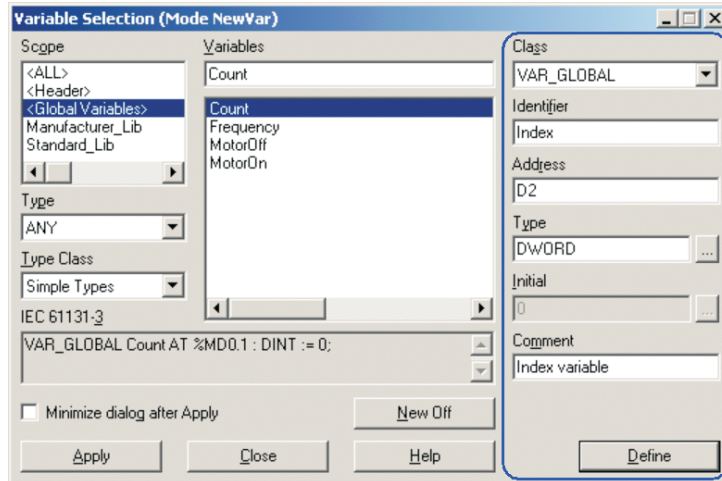 Variable Selection (Mode NewVar)
Scope
<ALL>
<Header>
<Global Variables>
Manufacturer_Lib
Standard_Lib
Type
ANY
Type Class
Simple Types
Variables
Count
Count
Frequency
MotorOff
MotorOn
IEC 61131-3
VAR_GLOBAL Count AT %MD0.1 : DINT := 0;
Minimize dialog after Apply
New Off
Apply
Close
Help
Class
VAR_GLOBAL
Identifier
Index
Address
D2
Type
DWORD
...
Initial
0
...
Comment
Index variable
Define